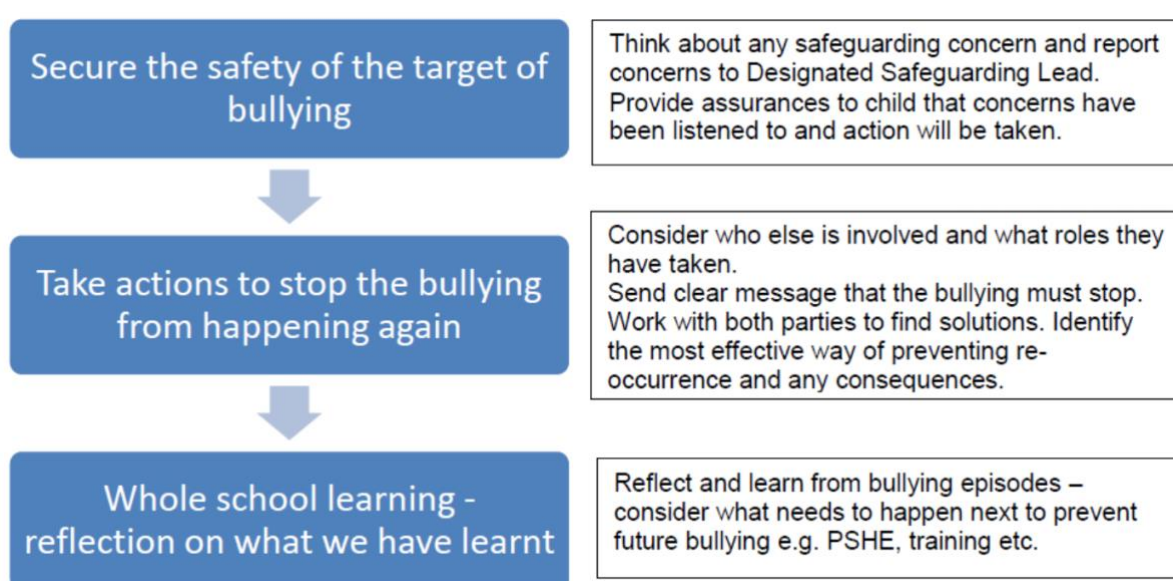 Secure the safety of the target of
bullying
Think about any safeguarding concern and report
concerns to Designated Safeguarding Lead.
Provide assurances to child that concerns have
been listened to and action will be taken.
Take actions to stop the bullying
from happening again
Consider who else is involved and what roles they
have taken.
Send clear message that the bullying must stop.
Work with both parties to find solutions. Identify
the most effective way of preventing re-
occurrence and any consequences.
Whole school learning -
reflection on what we have learnt
Reflect and learn from bullying episodes –
consider what needs to happen next to prevent
future bullying e.g. PSHE, training etc.